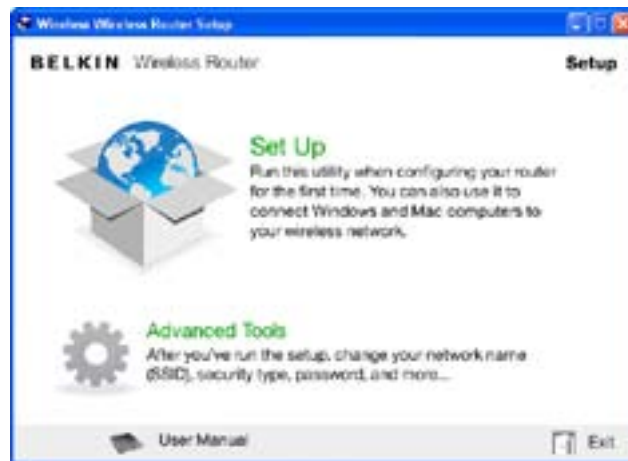 Wireless Wireless Router Setup
BELKIN Wireless Router
Setup
Set Up
Run this utility when configuring your router
for the first time. You can also use it to
connect Windows and Mac computers to
your wireless network.
Advanced Tools
After you've run the setup, change your network name
(SSID), security type, password, and more...
User Manual
Exit